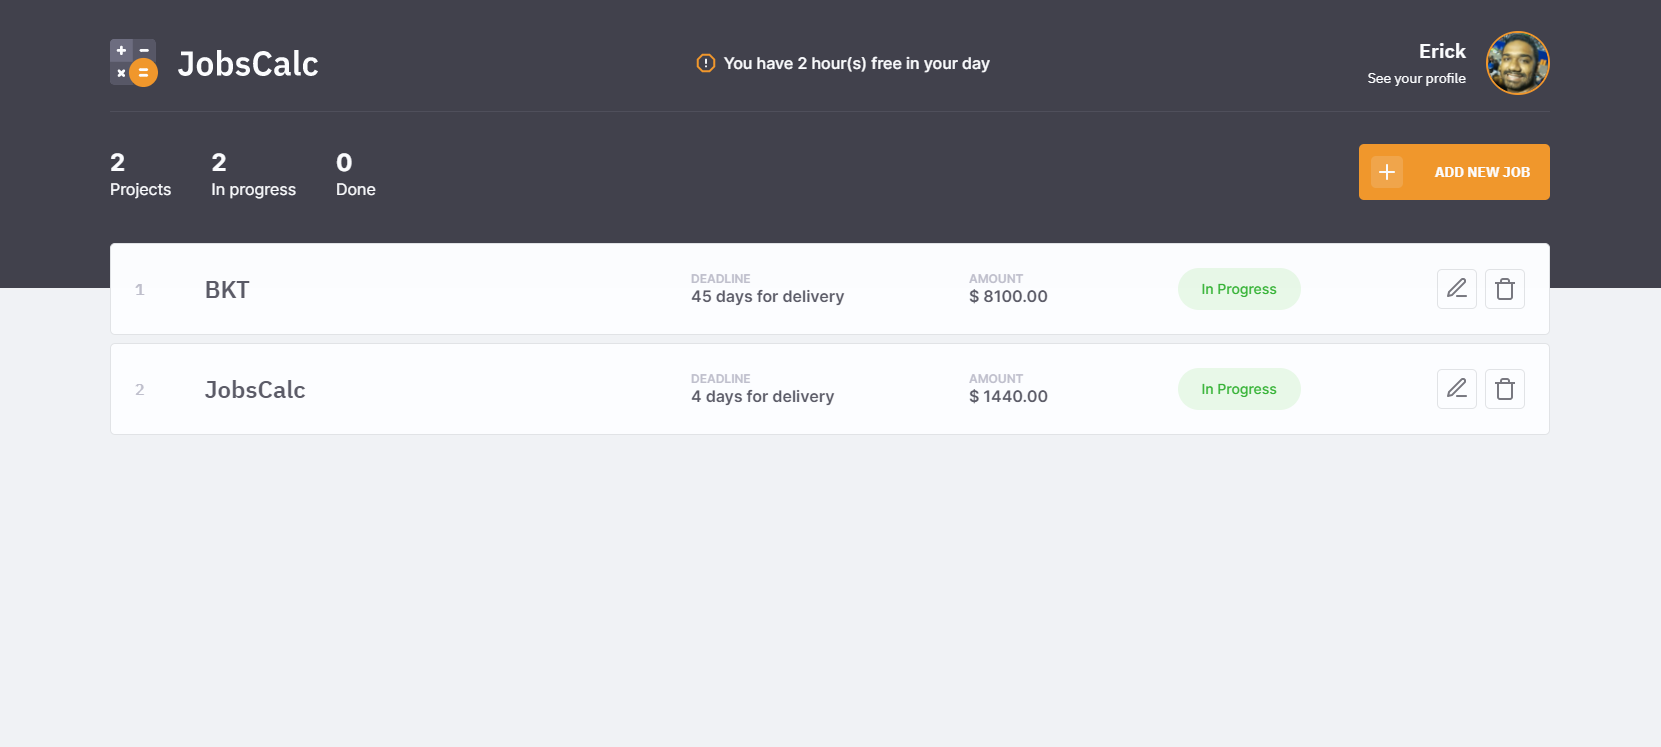 JobsCalc
You have 2 hour(s) free in your day
Erick
See your profile
2
Projects
2
In progress
0
Done
ADD NEW JOB
1
BKT
DEADLINE
45 days for delivery
AMOUNT
$ 8100.00
In Progress
2
JobsCalc
DEADLINE
4 days for delivery
AMOUNT
$ 1440.00
In Progress